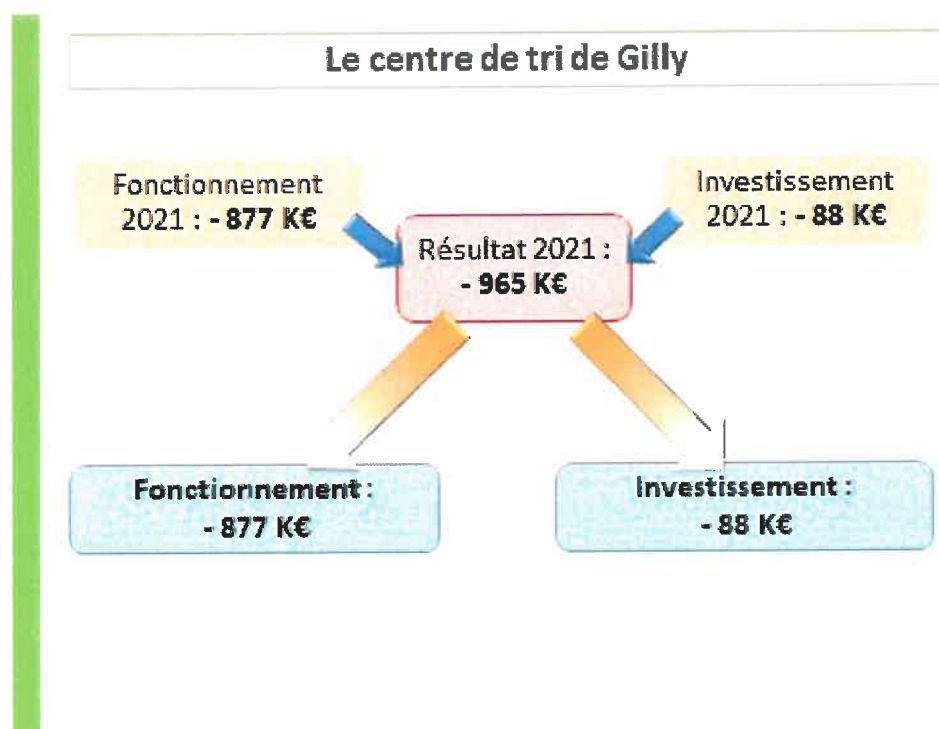 Le centre de tri de Gilly
Fonctionnement
2021 : - 877 K€
Investissement
2021 : - 88 K€
Résultat 2021 :
- 965 K€
Fonctionnement :
- 877 K€
Investissement :
- 88 K€